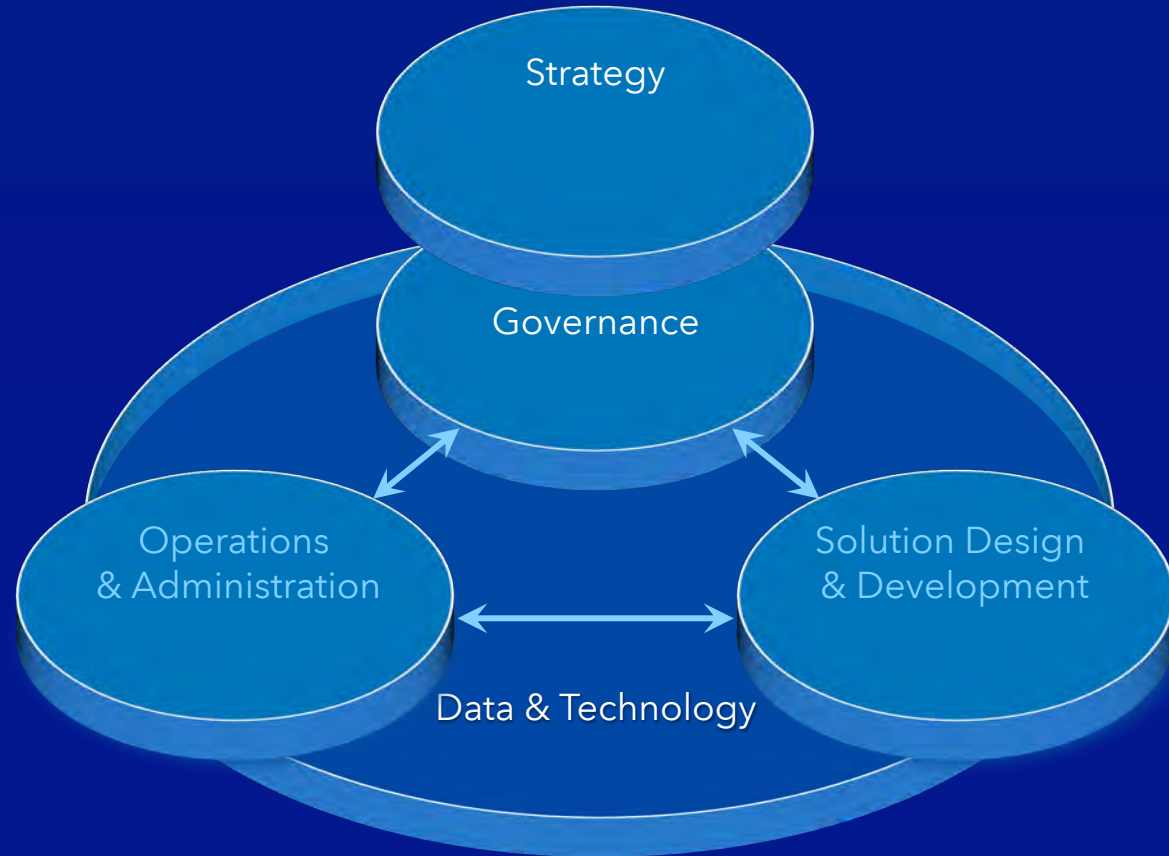 Strategy
Governance
Operations
& Administration
Solution Design
& Development
Data & Technology